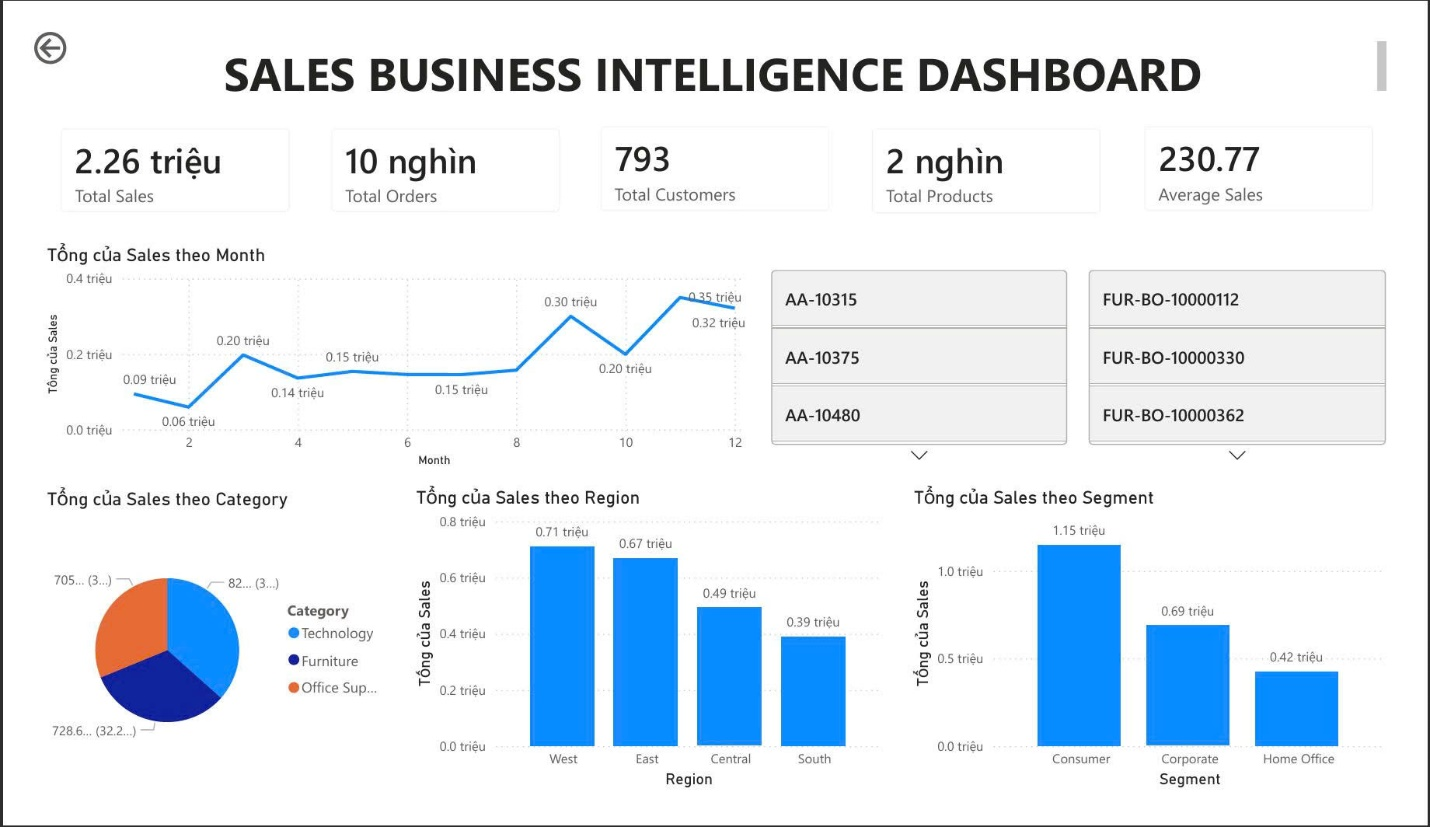 SALES BUSINESS INTELLIGENCE DASHBOARD
2.26 triệu
Total Sales
10 nghìn
Total Orders
793
Total Customers
2 nghìn
Total Products
230.77
Average Sales
Tổng của Sales theo Month
Tổng của Sales
0.4 triệu
0.2 triệu
0.0 triệu
0.09 triệu
0.06 triệu
0.20 triệu
0.14 triệu
0.15 triệu
0.15 triệu
0.30 triệu
0.20 triệu
0.35 triệu
0.32 triệu
2 4 6 8 10 12
Month
AA-10315
AA-10375
AA-10480
FUR-BO-10000112
FUR-BO-10000330
FUR-BO-10000362
Tổng của Sales theo Category
705... (3...)
82... (3...)
728.6... (32.2...)
Category
Technology
Furniture
Office Sup...
Tổng của Sales theo Region
Tổng của Sales
0.8 triệu
0.6 triệu
0.4 triệu
0.2 triệu
0.0 triệu
0.71 triệu
0.67 triệu
0.49 triệu
0.39 triệu
West East Central South
Region
Tổng của Sales theo Segment
Tổng của Sales
1.0 triệu
0.5 triệu
0.0 triệu
1.15 triệu
0.69 triệu
0.42 triệu
Consumer Corporate Home Office
Segment